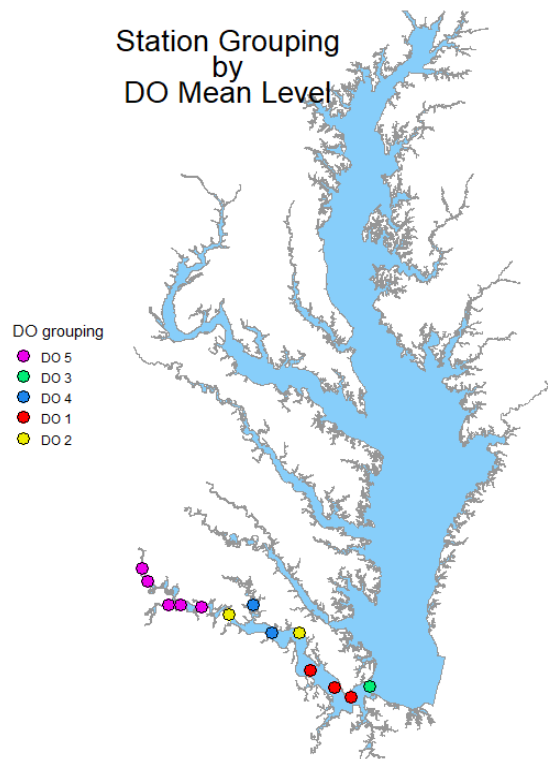 Station Grouping
by
DO Mean Level
DO grouping
DO 5
DO 3
DO 4
DO 1
DO 2